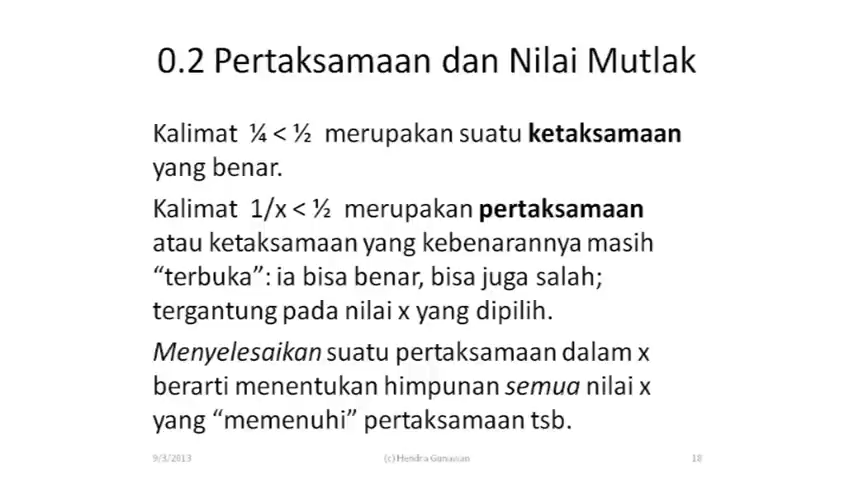 0.2 Pertaksamaan dan Nilai Mutlak
Kalimat ¼ < ½ merupakan suatu ketaksamaan
yang benar.
Kalimat 1/x < ½ merupakan pertaksamaan
atau ketaksamaan yang kebenarannya masih
“terbuka”: ia bisa benar, bisa juga salah;
tergantung pada nilai x yang dipilih.
Menyelesaikan suatu pertaksamaan dalam x
berarti menentukan himpunan semua nilai x
yang “memenuhi” pertaksamaan tsb.
9/3/2013 (c) Hendra Gunawan 18